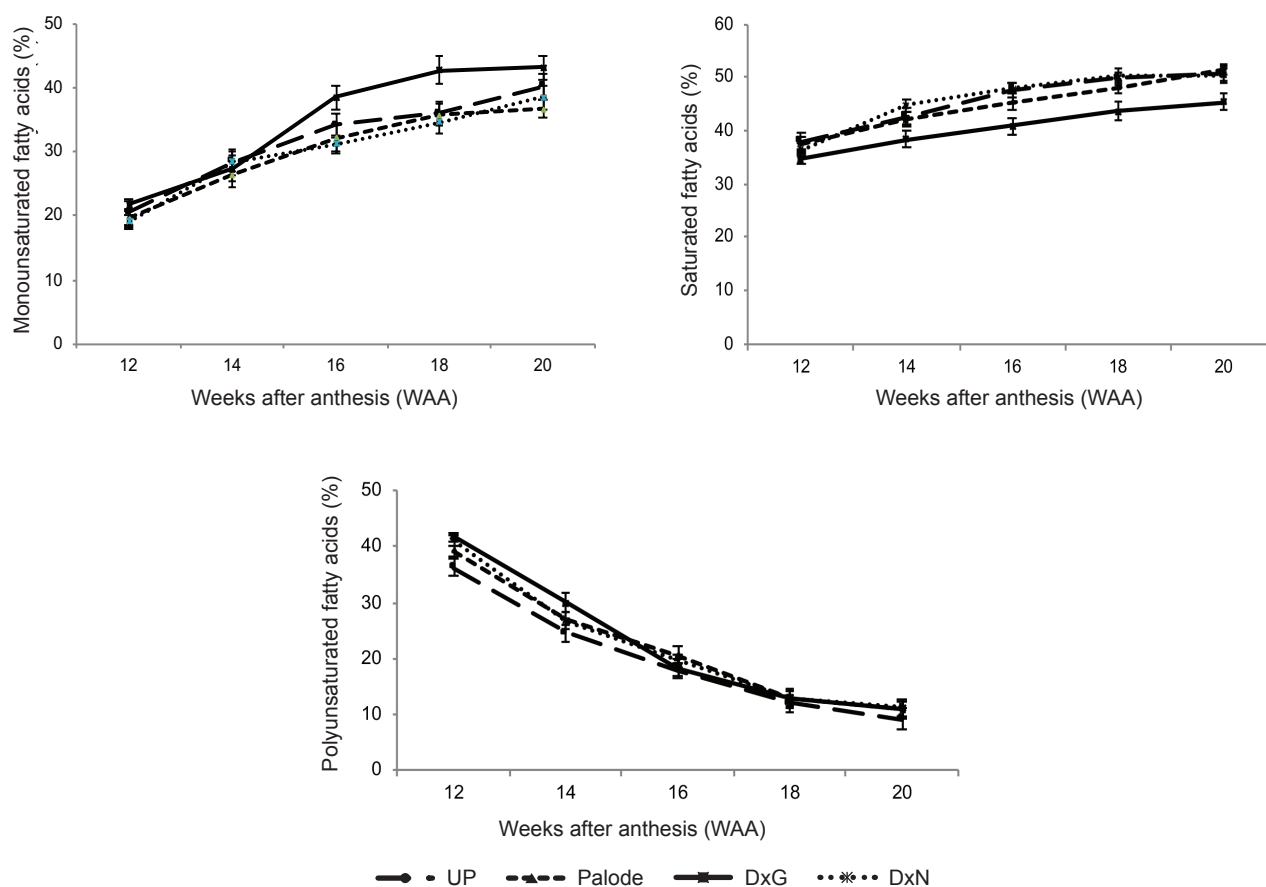 Monounsaturated fatty acids (%)
50
40
30
20
10
0
12 14 16 18 20
Weeks after anthesis (WAA)
Saturated fatty acids (%)
60
50
40
30
20
10
0
12 14 16 18 20
Weeks after anthesis (WAA)
Polyunsaturated fatty acids (%)
50
40
30
20
10
0
12 14 16 18 20
Weeks after anthesis (WAA)
UP Palode DxG DxN